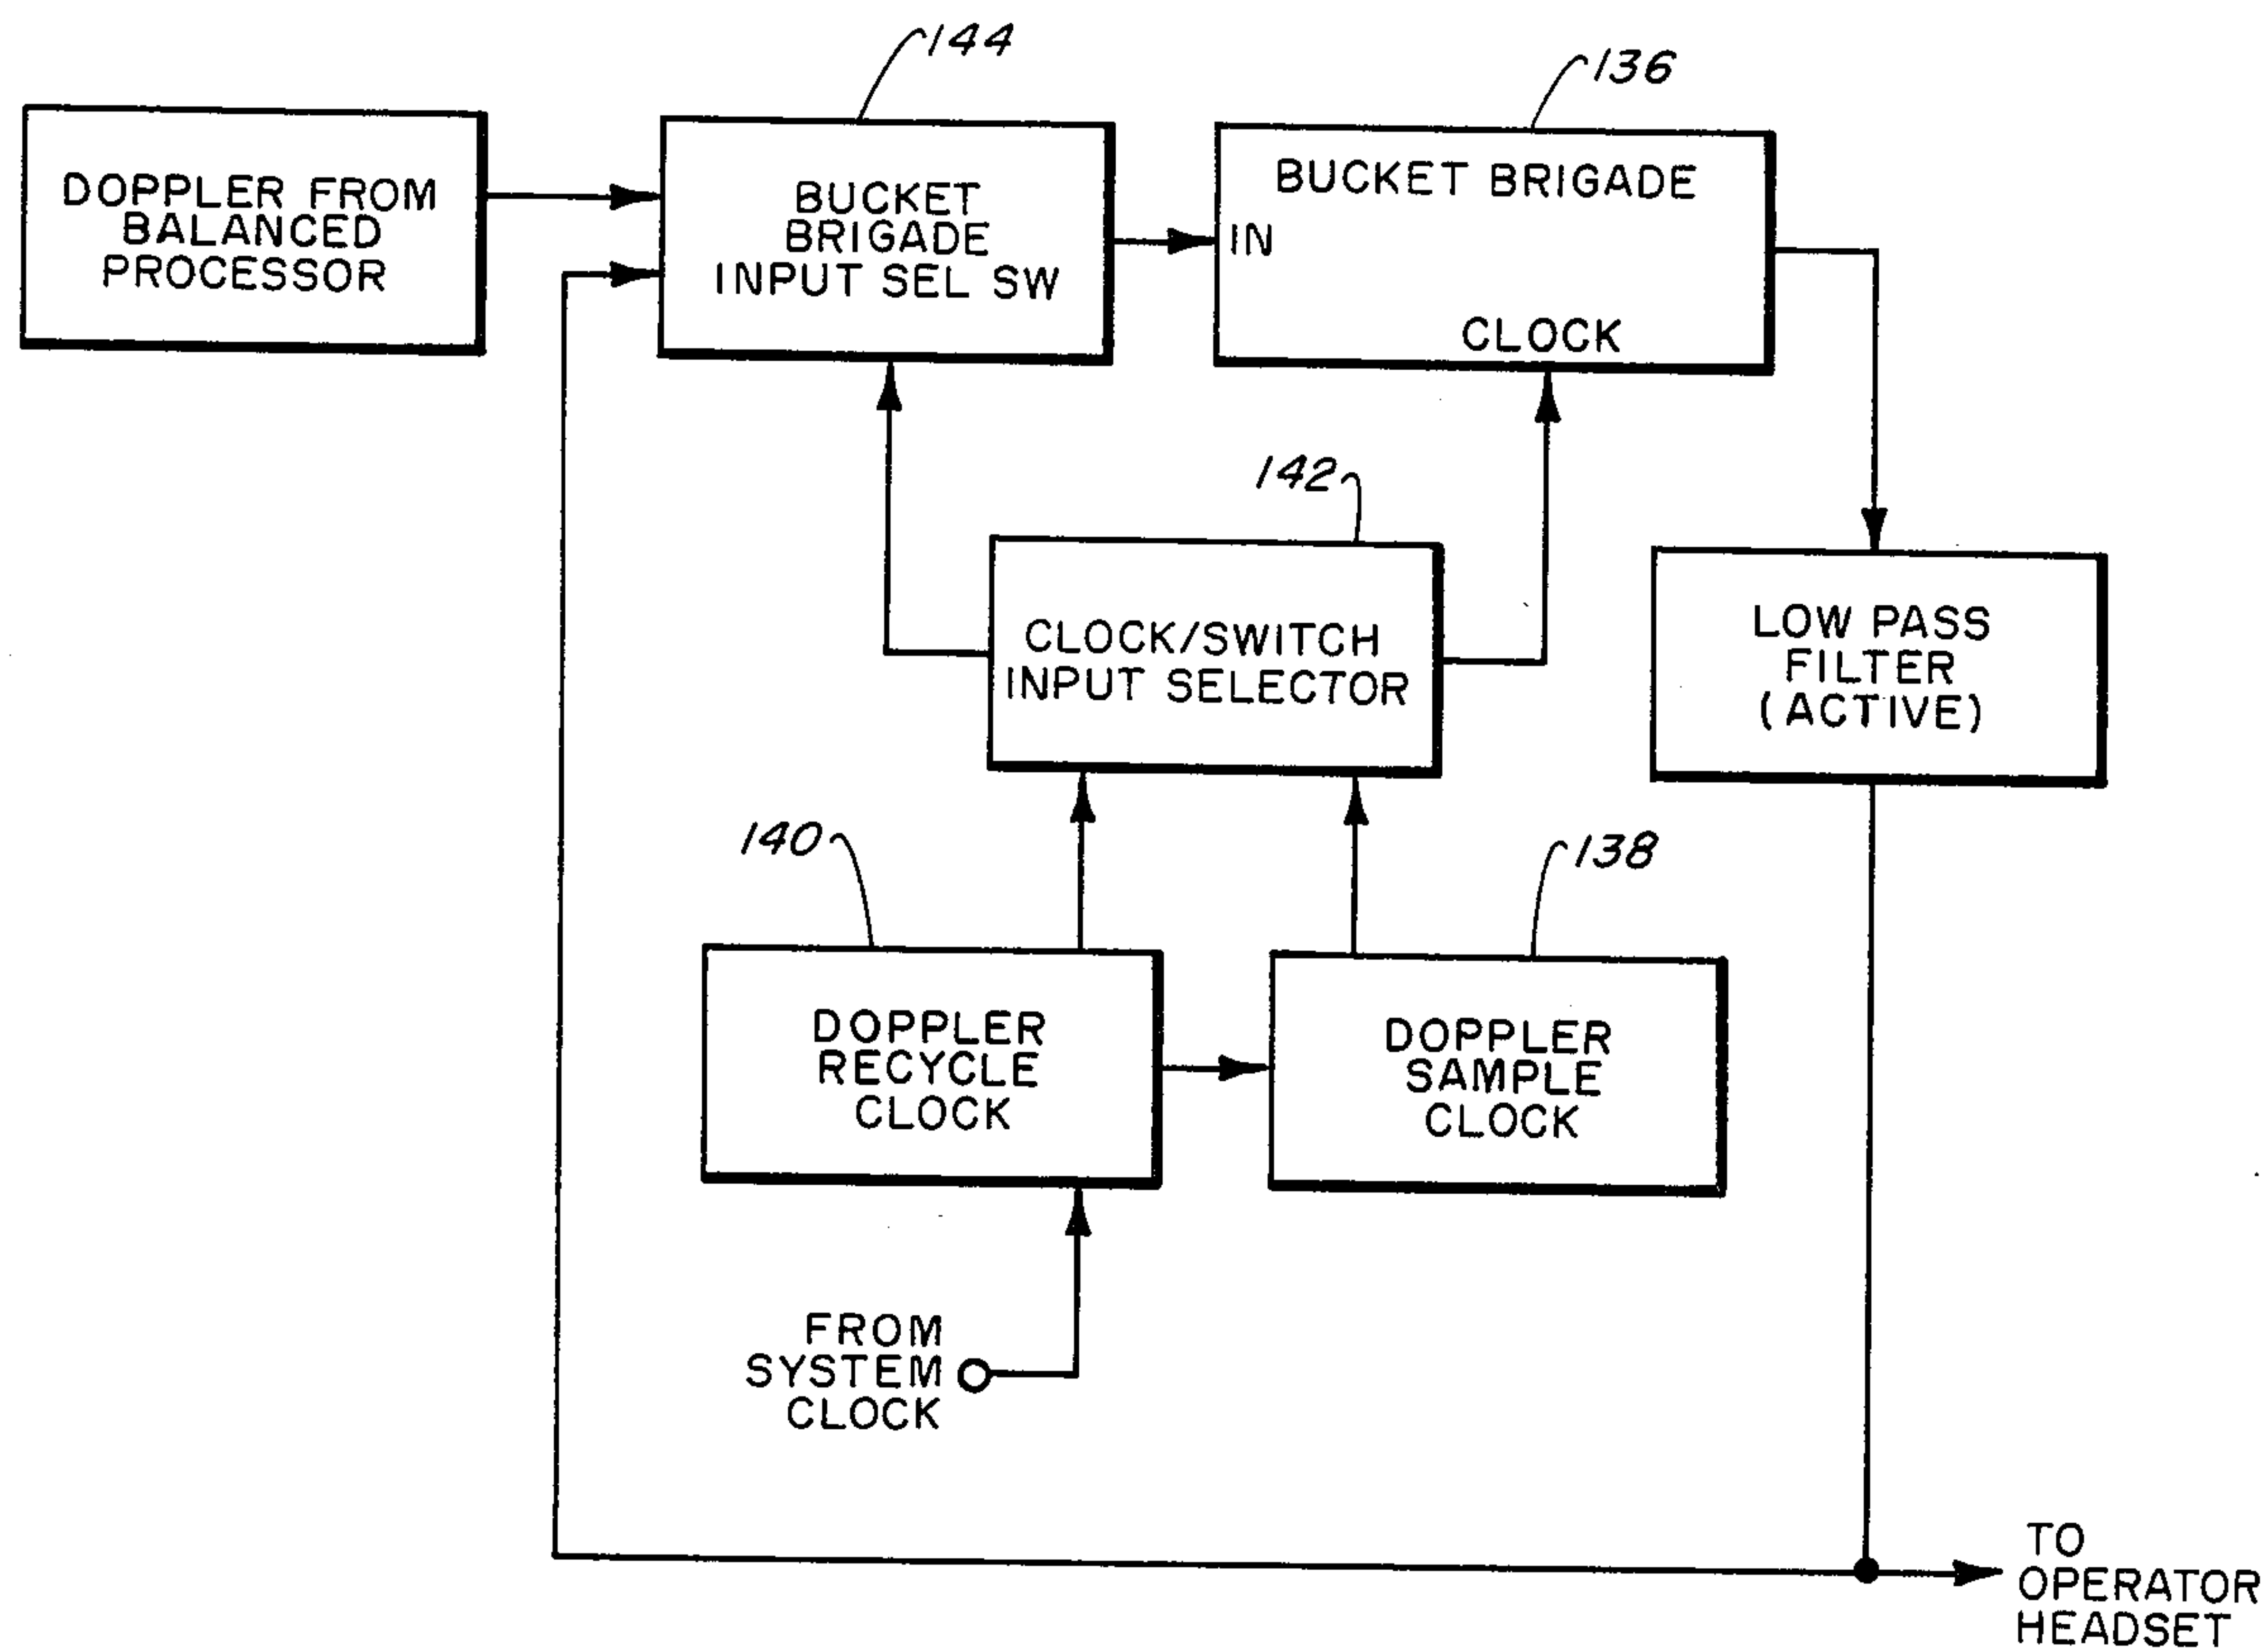 144
136
DOPPLER FROM
BALANCED
PROCESSOR
BUCKET
BRIGADE
INPUT SEL SW
BUCKET BRIGADE
IN
CLOCK
142
CLOCK/SWITCH
INPUT SELECTOR
LOW PASS
FILTER
(ACTIVE)
140
138
DOPPLER
RECYCLE
CLOCK
DOPPLER
SAMPLE
CLOCK
FROM
SYSTEM
CLOCK
TO
OPERATOR
HEADSET